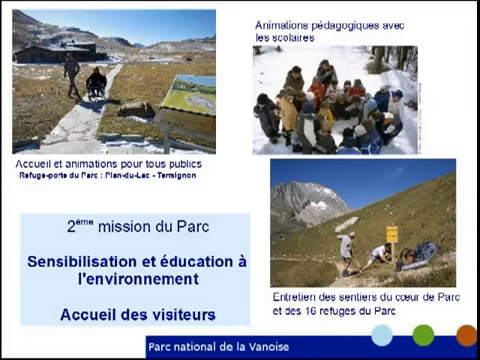 Animations pédagogiques avec
les scolaires
Accueil et animations pour tous publics
Refuge-porte du Parc : Plan-du-Lac - Termignon
2ème mission du Parc
Sensibilisation et éducation à
l'environnement
Accueil des visiteurs
Entretien des sentiers du cœur de Parc
et des 16 refuges du Parc
Parc national de la Vanoise